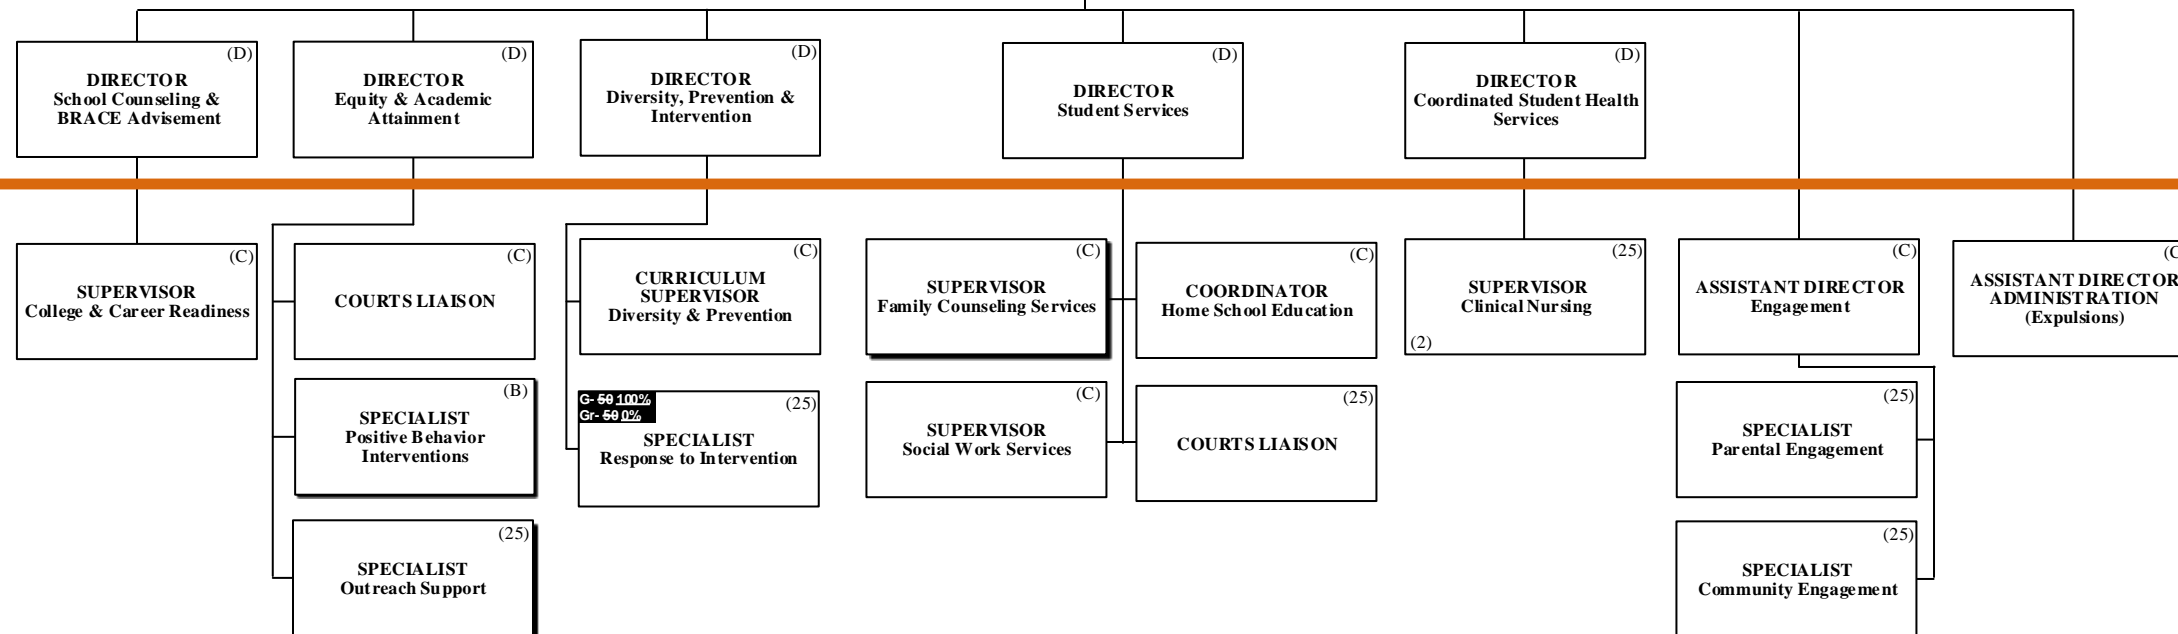 (D)
DIRECTOR
School Counseling &
BRACE Advisement
(D)
DIRECTOR
Equity & Academic
Attainment
(D)
DIRECTOR
Diversity, Prevention &
Intervention
(D)
DIRECTOR
Student Services
(D)
DIRECTOR
Coordinated Student Health
Services
(C)
SUPERVISOR
College & Career Readiness
(C)
COURTS LIAISON
(C)
CURRICULUM
SUPERVISOR
Diversity & Prevention
(C)
SUPERVISOR
Family Counseling Services
(C)
COORDINATOR
Home School Education
(25)
SUPERVISOR
Clinical Nursing
(2)
(C)
ASSISTANT DIRECTOR
Engagement
(C
ASSISTANT DIRECTOR
ADMINISTRATION
(Expulsions)
(B)
SPECIALIST
Positive Behavior
Interventions
G- 50 100%
Gr- 50 0%
(25)
SPECIALIST
Response to Intervention
(C)
SUPERVISOR
Social Work Services
(25)
COURTS LIAISON
(25)
SPECIALIST
Parental Engagement
(25)
SPECIALIST
Outreach Support
(25)
SPECIALIST
Community Engagement